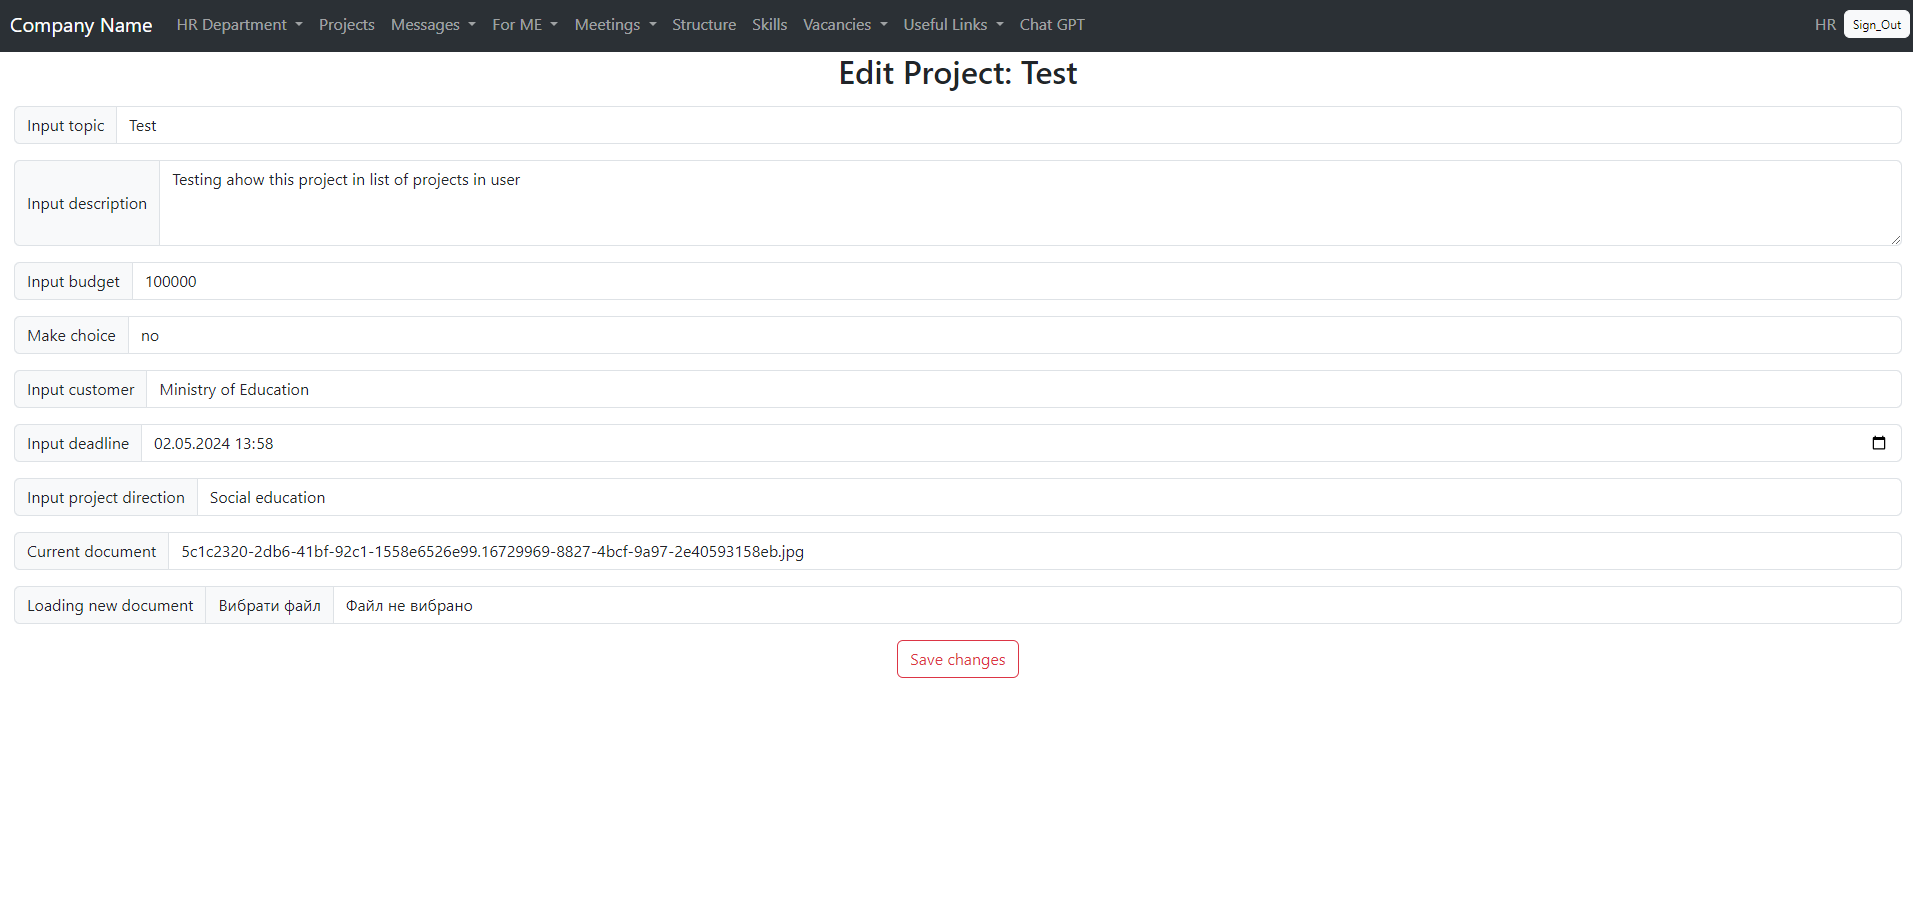 Company Name HR Department Projects Messages For ME Meetings Structure Skills Vacancies Useful Links Chat GPT HR Sign_Out
Edit Project: Test
Input topic Test
Input description Testing ahow this project in list of projects in user
Input budget 100000
Make choice no
Input customer Ministry of Education
Input deadline 02.05.2024 13:58
Input project direction Social education
Current document 5c1c2320-2db6-41bf-92c1-1558e6526e99.16729969-8827-4bcf-9a97-2e40593158eb.jpg
Loading new document Вибрати файл Файл не вибрано
Save changes